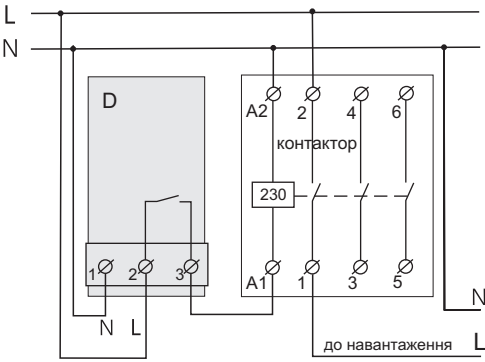 L
N
D
A2 2 4 6
контактор
230
1 2 3
A1 1 3 5
N L
N
до навантаження L